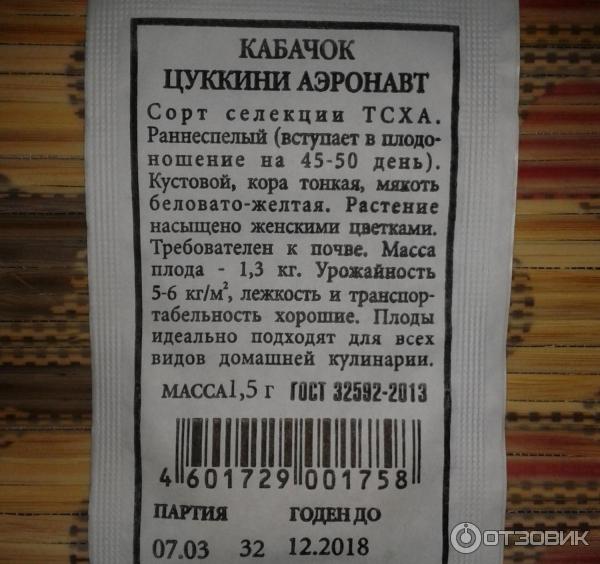 КАБАЧОК
ЦУККИНИ АЭРОНАВТ
Сорт селекции ТСХА.
Раннеспелый (вступает в плодо-
ношение на 45-50 день).
Кустовой, кора тонкая, мякоть
беловато-желтая. Растение
насыщено женскими цветками.
Требователен к почве. Масса
плода - 1,3 кг. Урожайность
5-6 кг/м², лежкость и транспор-
табельность хорошие. Плоды
идеально подходят для всех
видов домашней кулинарии.
МАССА1,5 г ГОСТ 32592-2013
4 601729 001758
ПАРТИЯ ГОДЕН ДО
07.03 32 12.2018
ОТЗОВИК